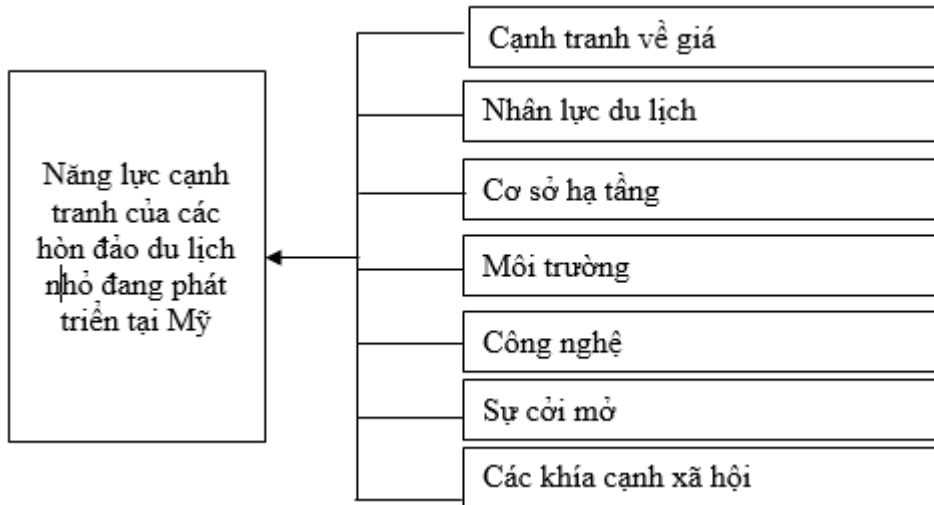 Năng lực cạnh
tranh của các
hòn đảo du lịch
nhỏ đang phát
triển tại Mỹ
Cạnh tranh về giá
Nhân lực du lịch
Cơ sở hạ tầng
Môi trường
Công nghệ
Sự cởi mở
Các khía cạnh xã hội